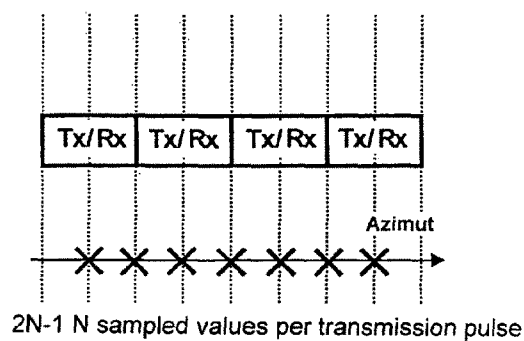 Tx/Rx Tx/Rx Tx/Rx Tx/Rx
Azimut
2N-1 N sampled values per transmission pulse